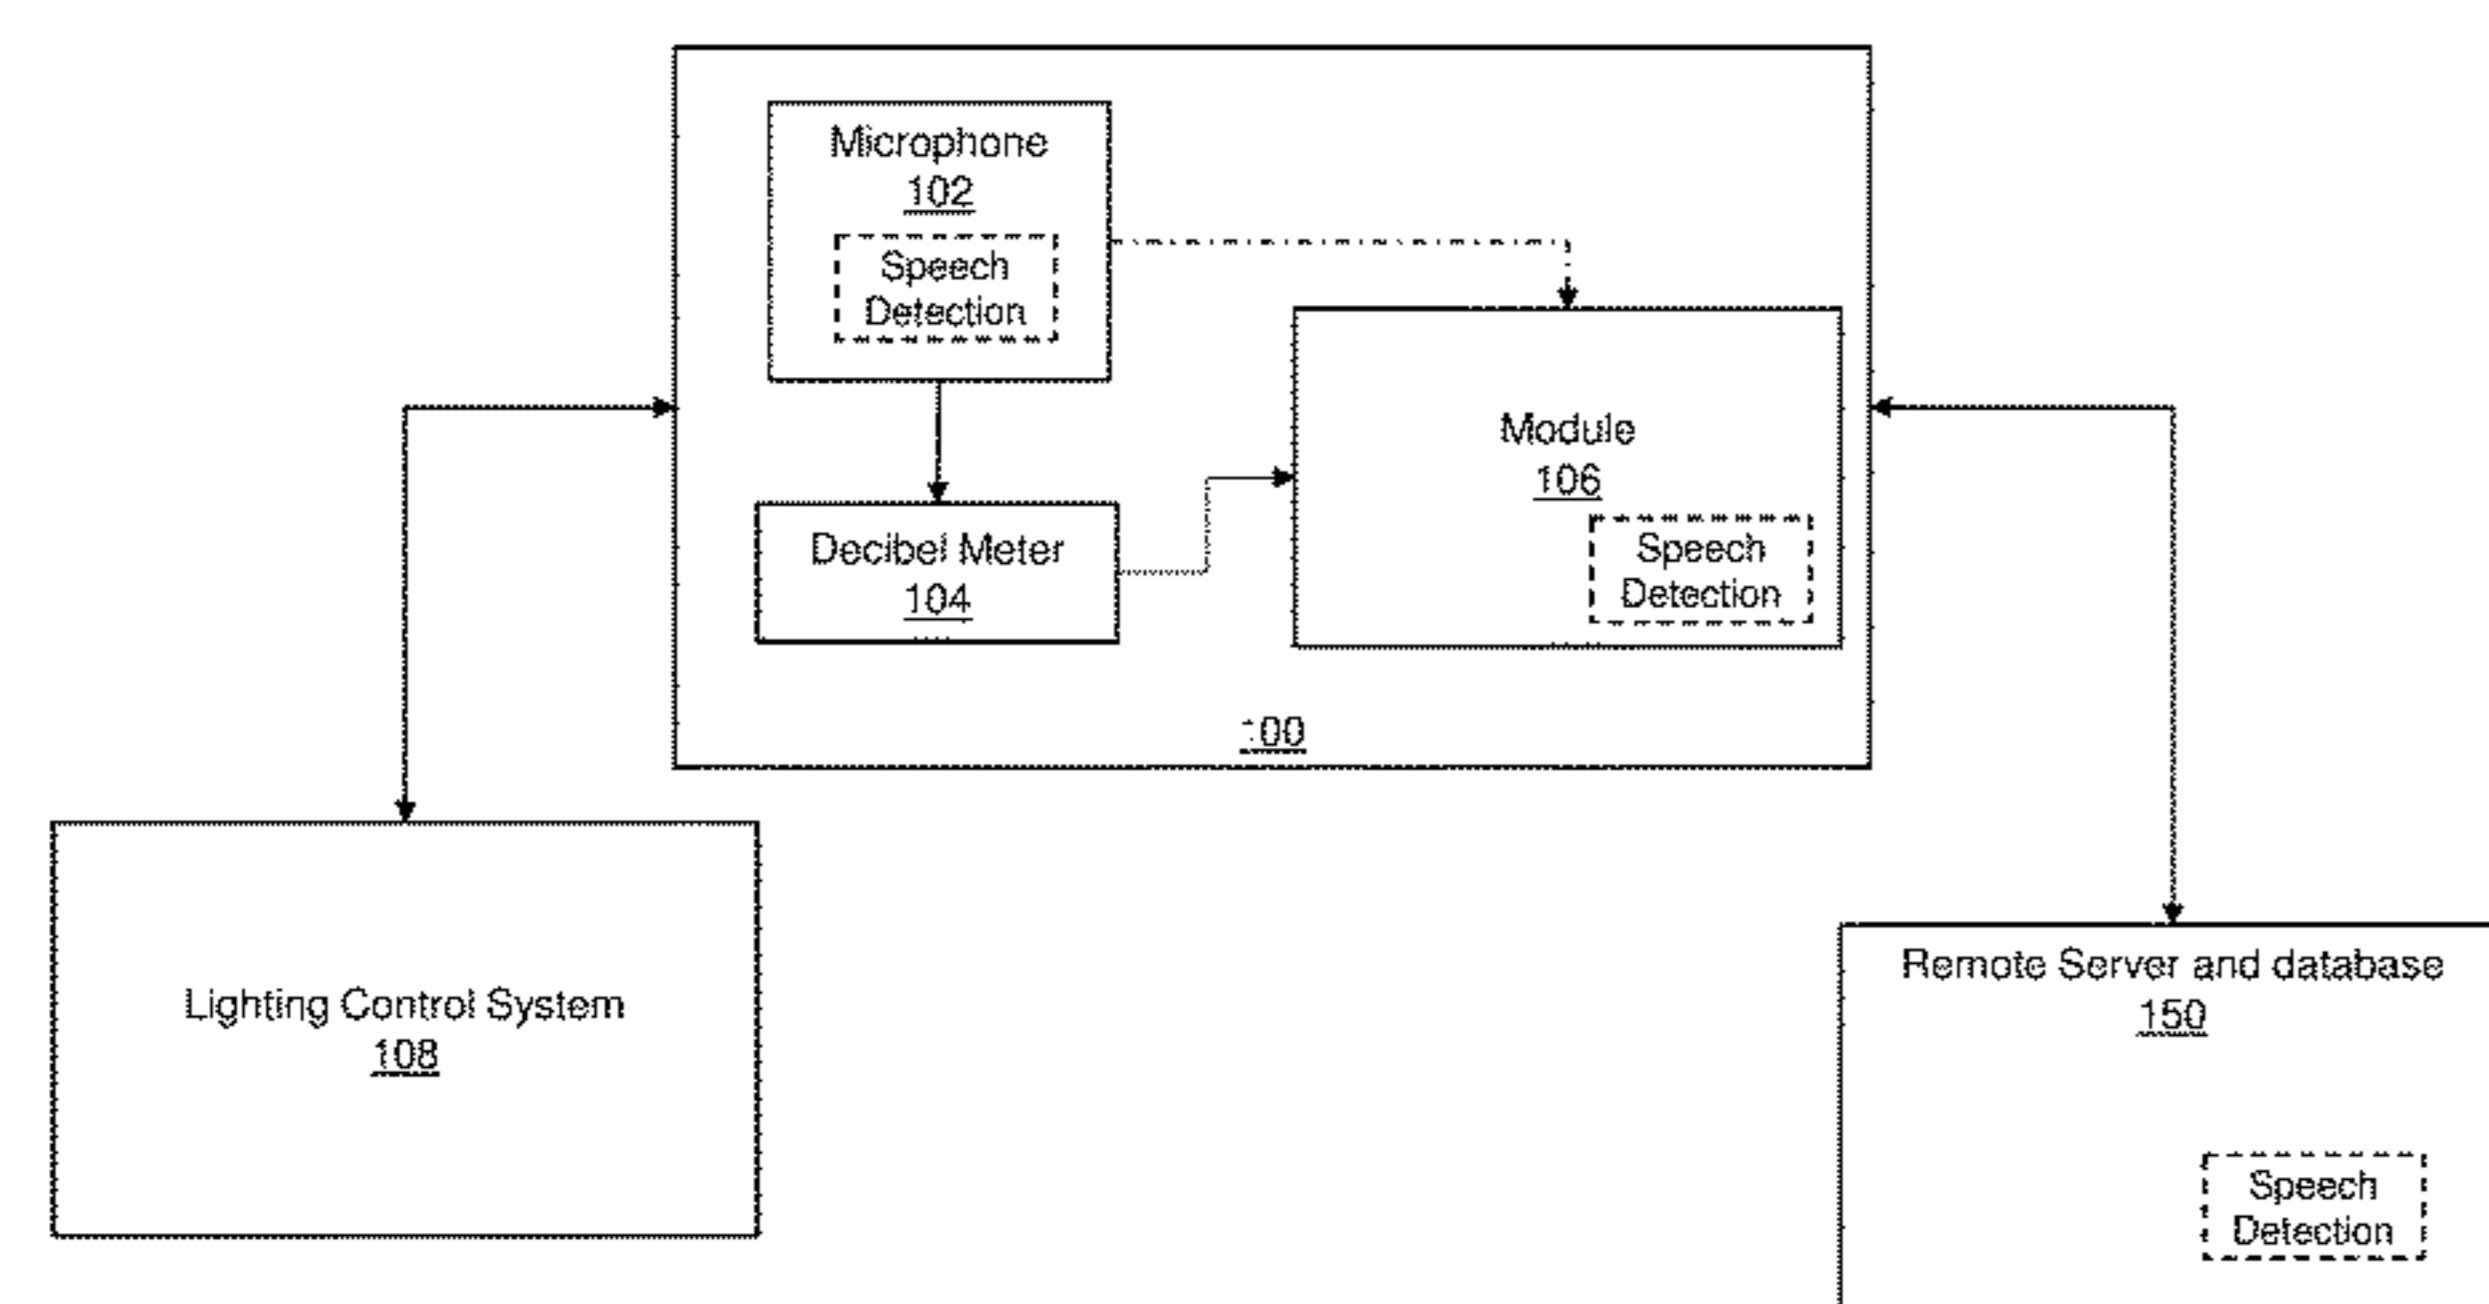 Microphone
102
Speech
Detection
Module
106
Speech
Detection
Decibel Meter
104
100
Lighting Control System
108
Remote Server and database
150
Speech
Detection